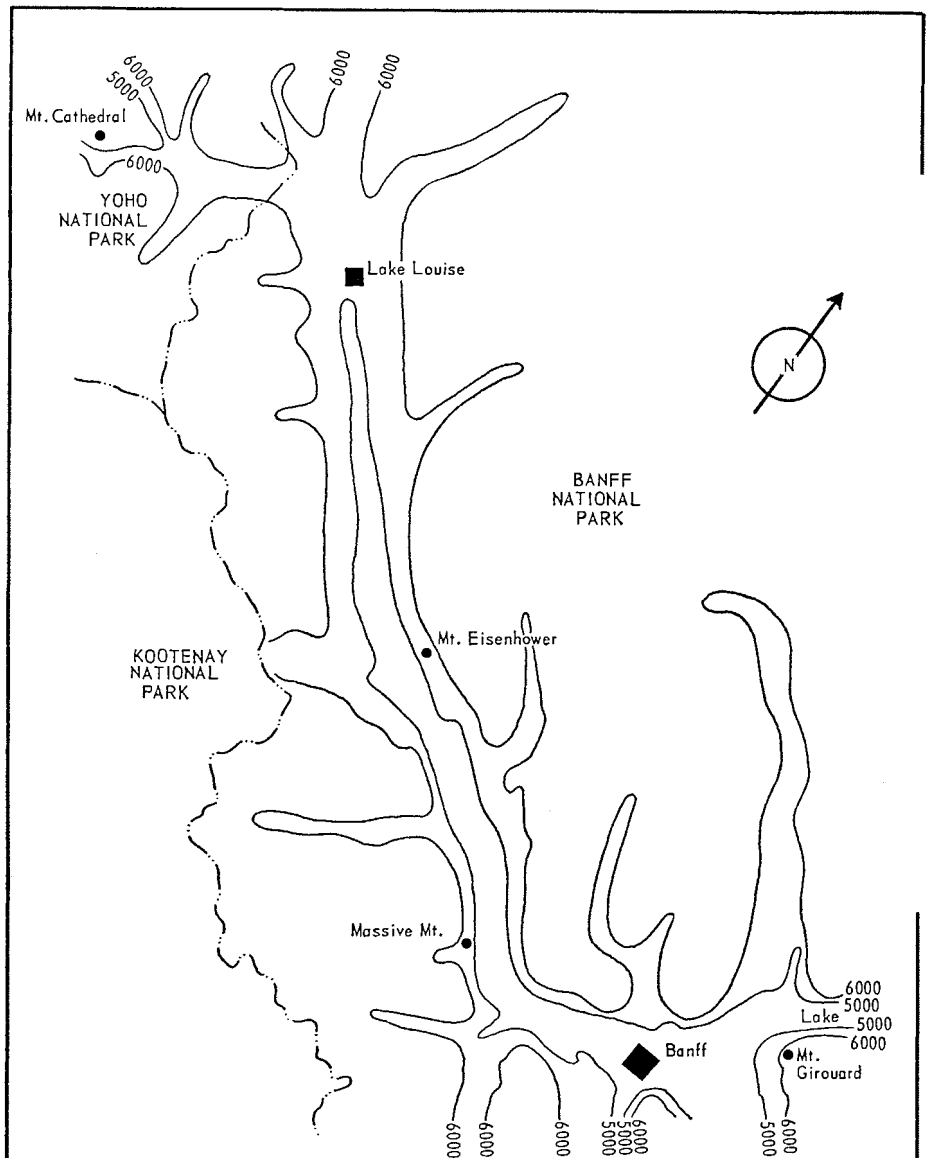 6000
5000
6000
6000
Mt. Cathedral
6000
YOHO
NATIONAL
PARK
Lake Louise
N
BANFF
NATIONAL
PARK
Mt. Eisenhower
KOOTENAY
NATIONAL
PARK
Massive Mt.
6000
5000
Lake
5000
6000
Banff
Mt.
Girouard
6000
6000
6000
5000
5000
6000
5000
6000